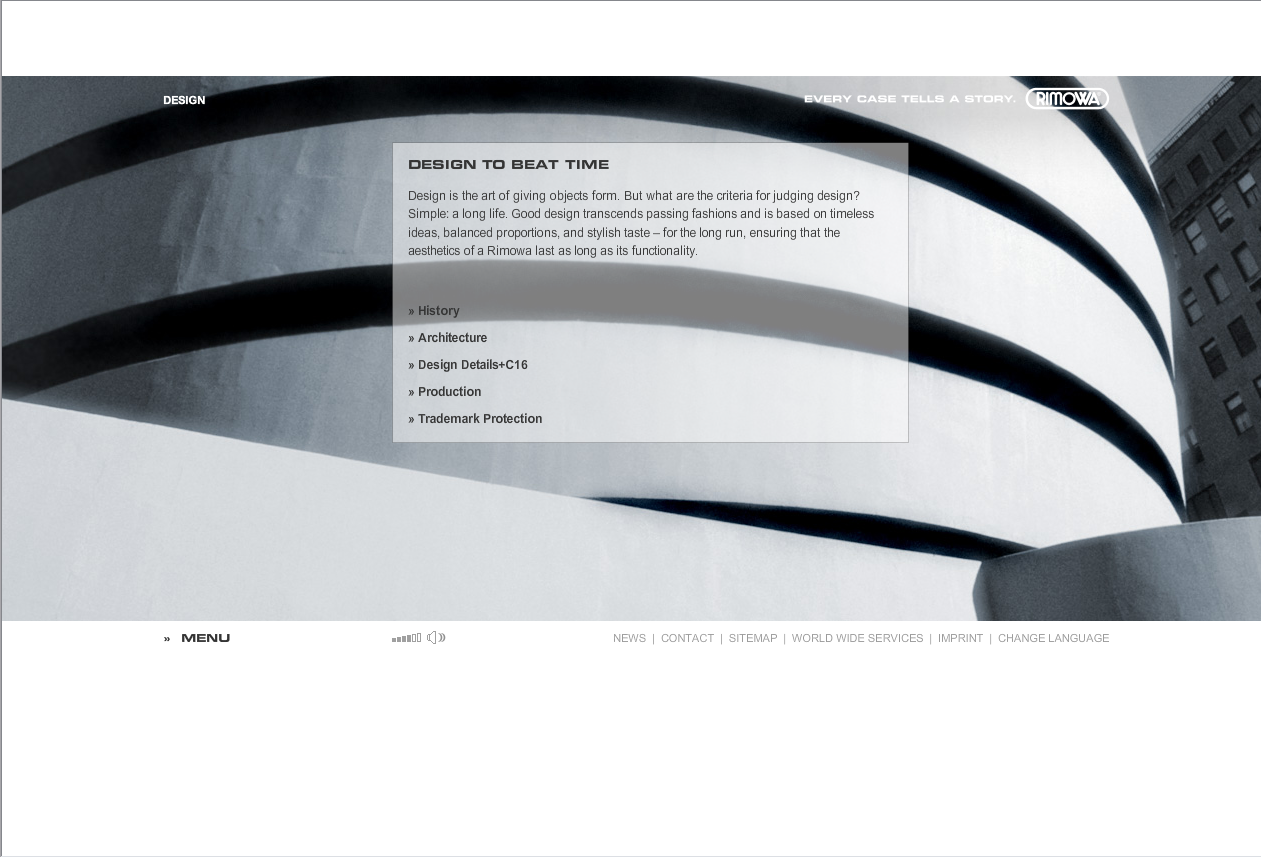 DESIGN
EVERY CASE TELLS A STORY. RIMOWA
DESIGN TO BEAT TIME
Design is the art of giving objects form. But what are the criteria for judging design?
Simple: a long life. Good design transcends passing fashions and is based on timeless
ideas, balanced proportions, and stylish taste – for the long run, ensuring that the
aesthetics of a Rimowa last as long as its functionality.
» History
» Architecture
» Design Details+C16
» Production
» Trademark Protection
» MENU
NEWS | CONTACT | SITEMAP | WORLD WIDE SERVICES | IMPRINT | CHANGE LANGUAGE